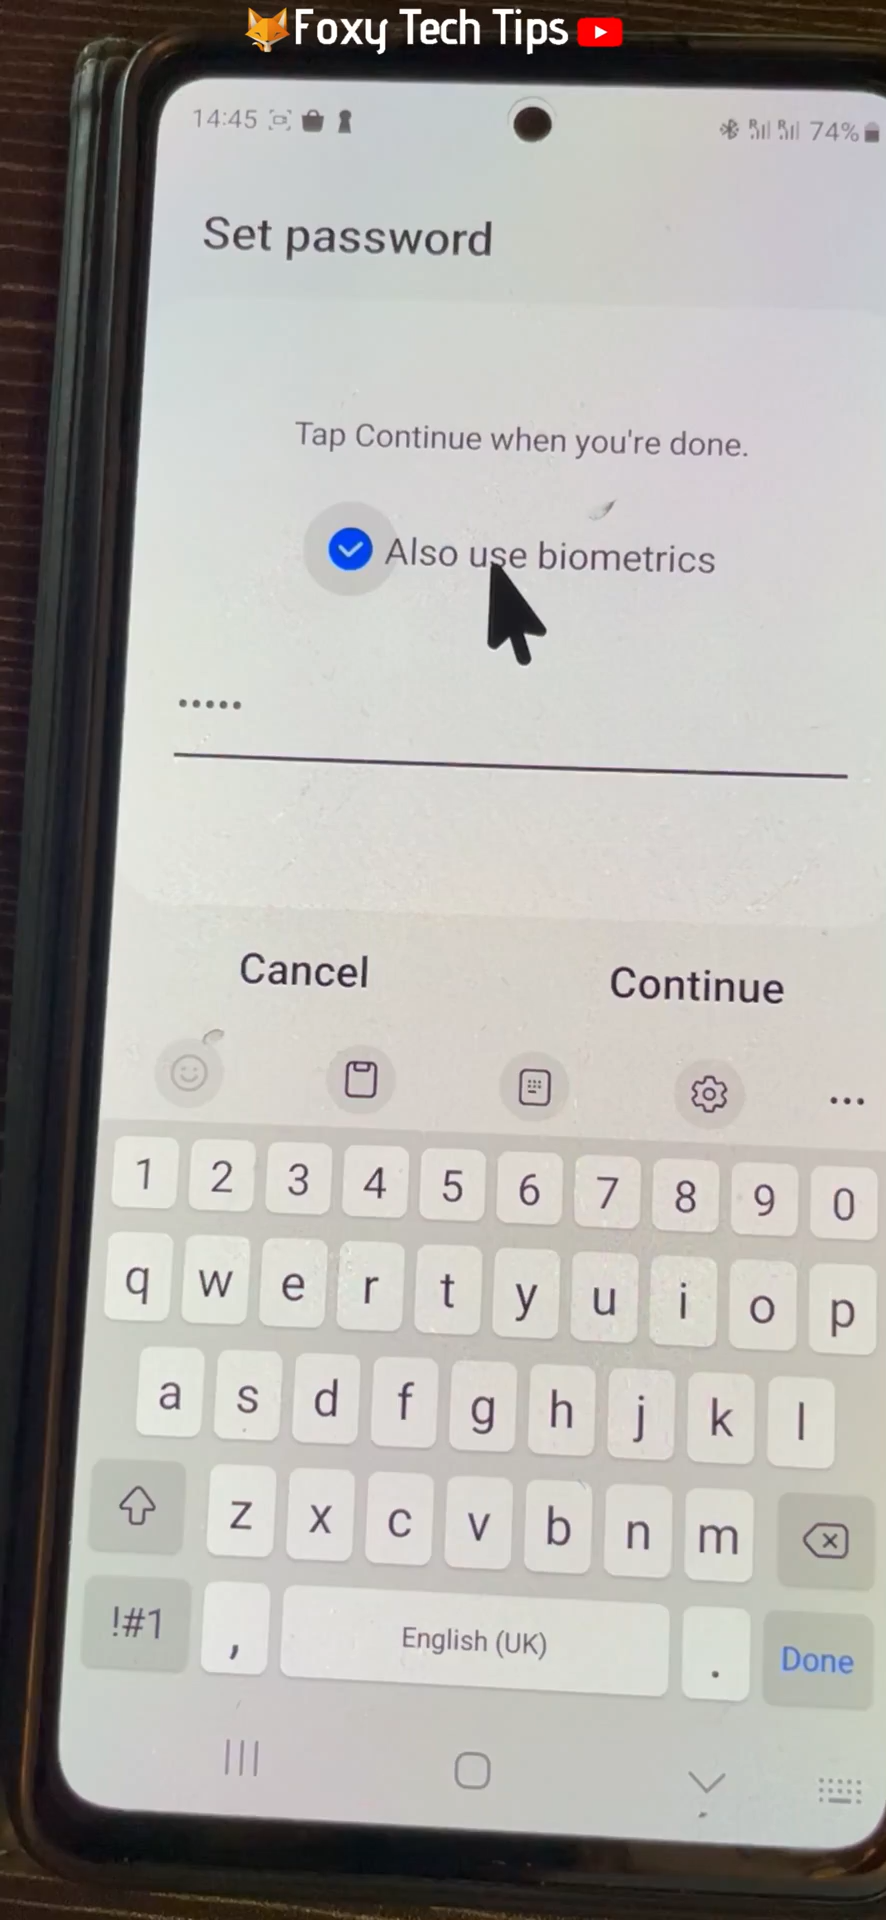 Foxy Tech Tips
14:45 74%
Set password
Tap Continue when you're done.
Also use biometrics
•••••
Cancel Continue
1 2 3 4 5 6 7 8 9 0
q w e r t y u i o p
a s d f g h j k l
z x c v b n m
!#1 , English (UK) . Done